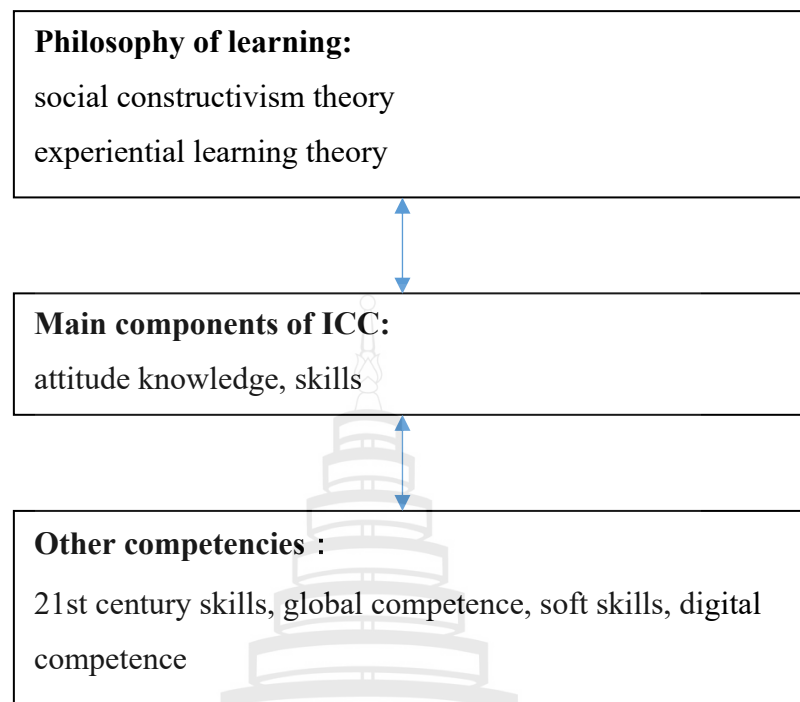 Philosophy of learning:
social constructivism theory
experiential learning theory
Main components of ICC:
attitude knowledge, skills
Other competencies：
21st century skills, global competence, soft skills, digital
competence